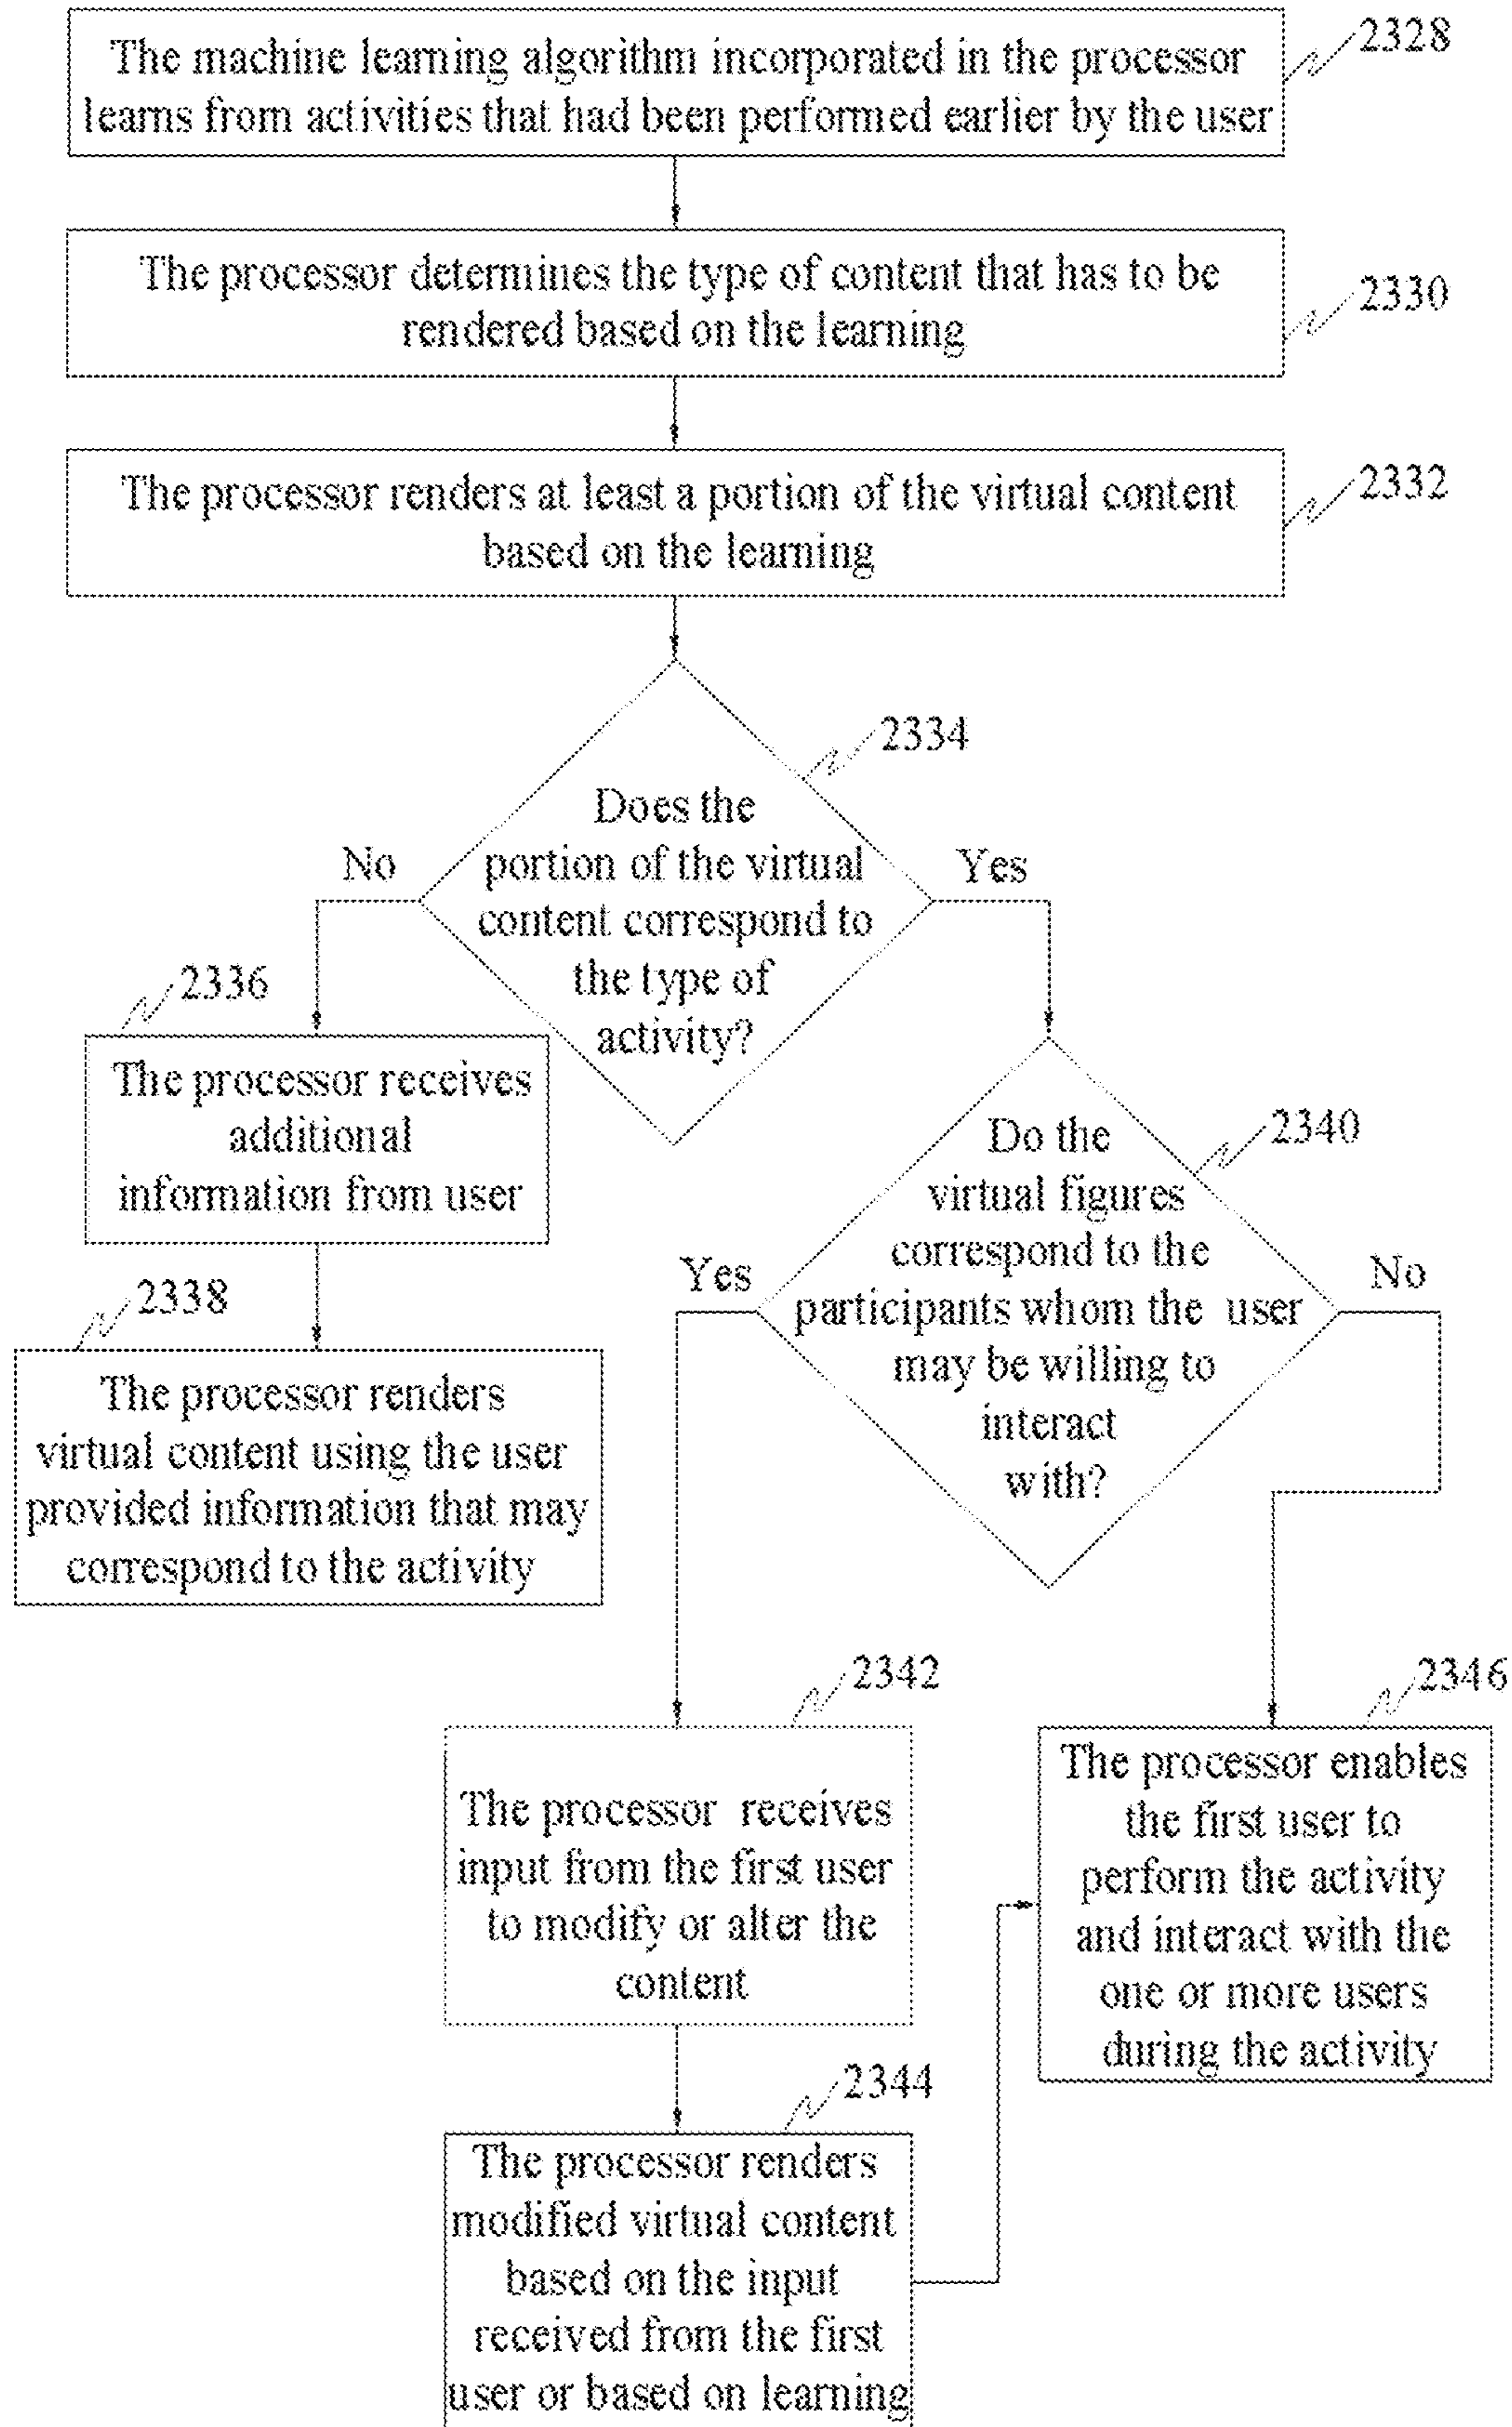 The machine learning algorithm incorporated in the processor
learns from activities that had been performed earlier by the user
2328
The processor determines the type of content that has to be
rendered based on the learning
2330
The processor renders at least a portion of the virtual content
based on the learning
2332
2334
Does the
portion of the virtual
content correspond to
the type of
activity?
No
Yes
2336
The processor receives
additional
information from user
2338
The processor renders
virtual content using the user
provided information that may
correspond to the activity
2340
Do the
virtual figures
correspond to the
participants whom the user
may be willing to
interact
with?
Yes
No
2342
The processor receives
input from the first user
to modify or alter the
content
2344
The processor renders
modified virtual content
based on the input
received from the first
user or based on learning
2346
The processor enables
the first user to
perform the activity
and interact with the
one or more users
during the activity